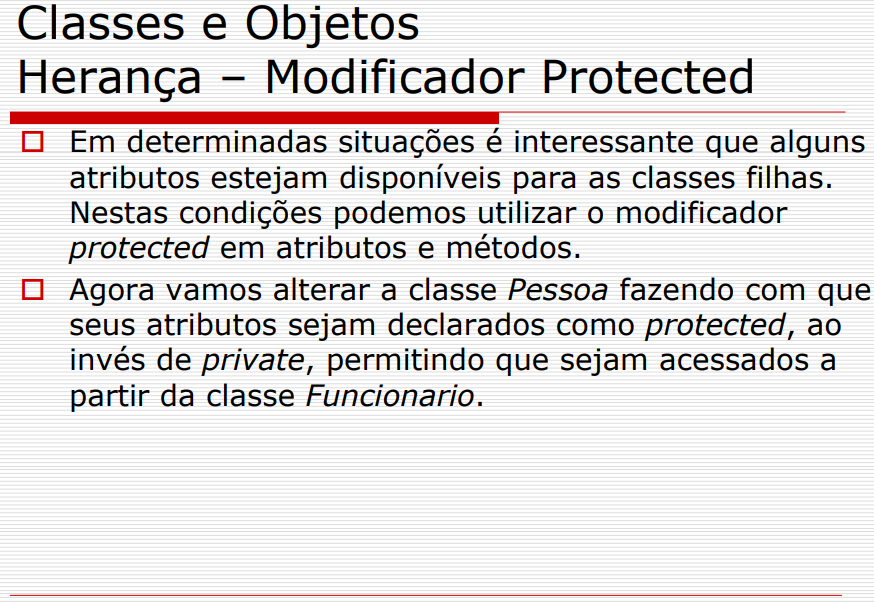 Classes e Objetos
Herança – Modificador Protected
Em determinadas situações é interessante que alguns
atributos estejam disponíveis para as classes filhas.
Nestas condições podemos utilizar o modificador
protected em atributos e métodos.
Agora vamos alterar a classe Pessoa fazendo com que
seus atributos sejam declarados como protected, ao
invés de private, permitindo que sejam acessados a
partir da classe Funcionario.